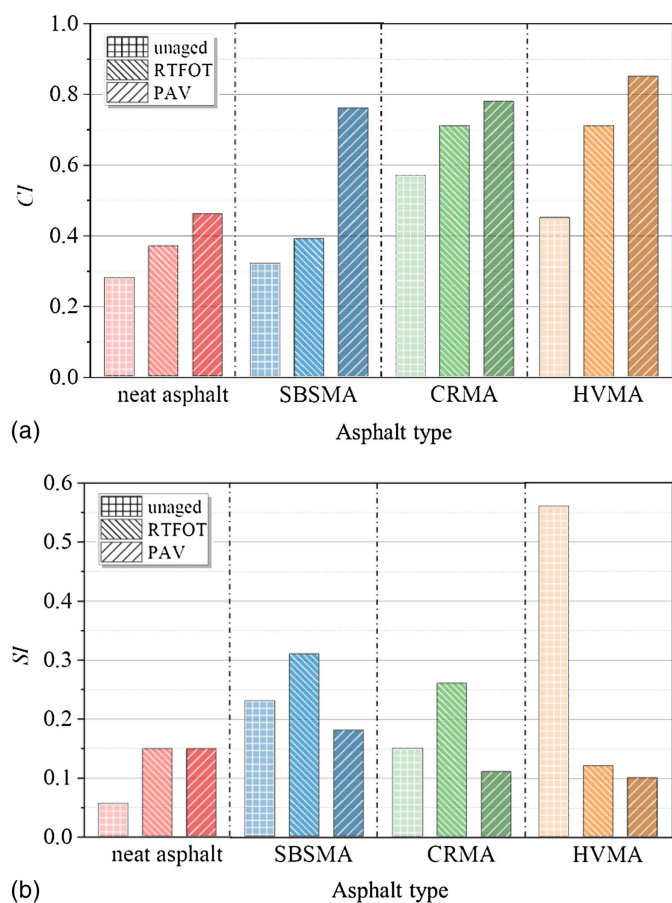 1.0
0.8
0.6
0.4
0.2
0.0
CI
unaged
RTFOT
PAV
neat asphalt SBSMA CRMA HVMA
(a) Asphalt type
0.6
0.5
0.4
0.3
0.2
0.1
0.0
SI
unaged
RTFOT
PAV
neat asphalt SBSMA CRMA HVMA
(b) Asphalt type